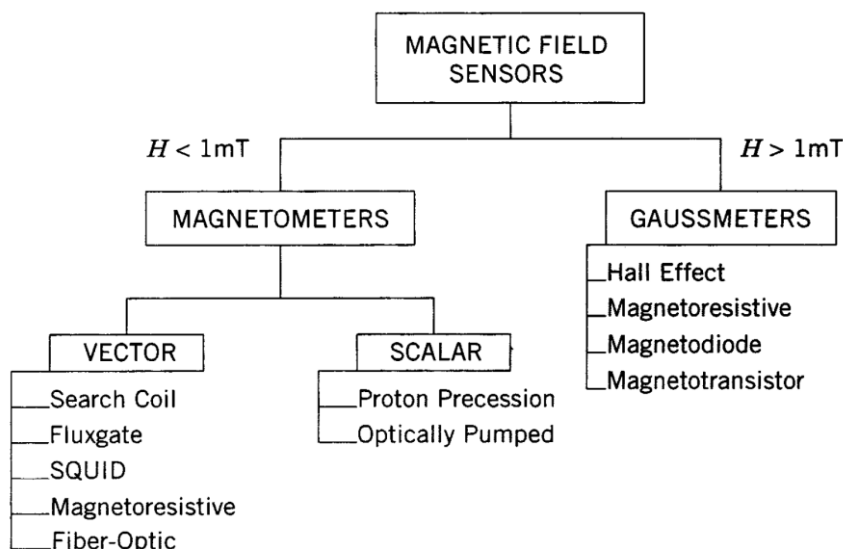 MAGNETIC FIELD
SENSORS
H < 1mT
H > 1mT
MAGNETOMETERS
GAUSSMETERS
Hall Effect
Magnetoresistive
Magnetodiode
Magnetotransistor
VECTOR
SCALAR
Search Coil
Fluxgate
SQUID
Magnetoresistive
Fiber-Optic
Proton Precession
Optically Pumped